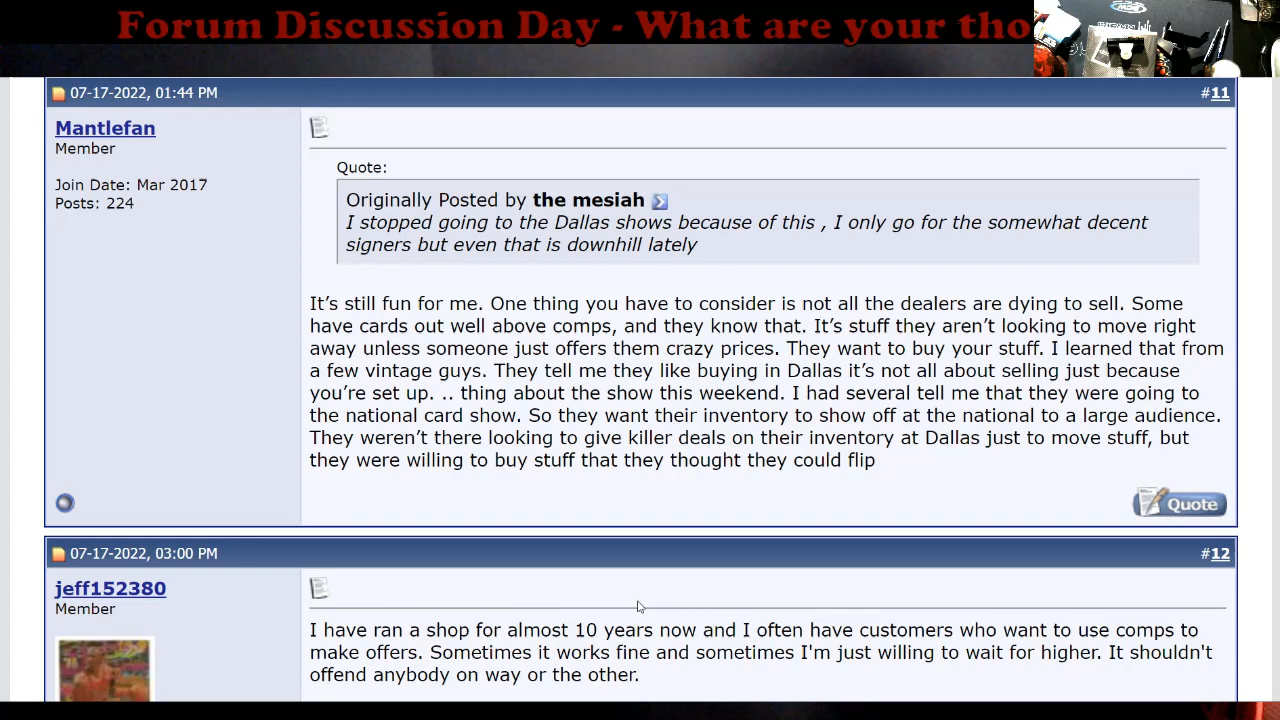 Forum Discussion Day - What are your tho
07-17-2022, 01:44 PM
#11
Mantlefan
Member
Join Date: Mar 2017
Posts: 224
Quote:
Originally Posted by the mesiah
I stopped going to the Dallas shows because of this , I only go for the somewhat decent
signers but even that is downhill lately
It’s still fun for me. One thing you have to consider is not all the dealers are dying to sell. Some
have cards out well above comps, and they know that. It’s stuff they aren’t looking to move right
away unless someone just offers them crazy prices. They want to buy your stuff. I learned that from
a few vintage guys. They tell me they like buying in Dallas it’s not all about selling just because
you’re set up. .. thing about the show this weekend. I had several tell me that they were going to
the national card show. So they want their inventory to show off at the national to a large audience.
They weren’t there looking to give killer deals on their inventory at Dallas just to move stuff, but
they were willing to buy stuff that they thought they could flip
Quote
07-17-2022, 03:00 PM
#12
jeff152380
Member
I have ran a shop for almost 10 years now and I often have customers who want to use comps to
make offers. Sometimes it works fine and sometimes I'm just willing to wait for higher. It shouldn't
offend anybody on way or the other.